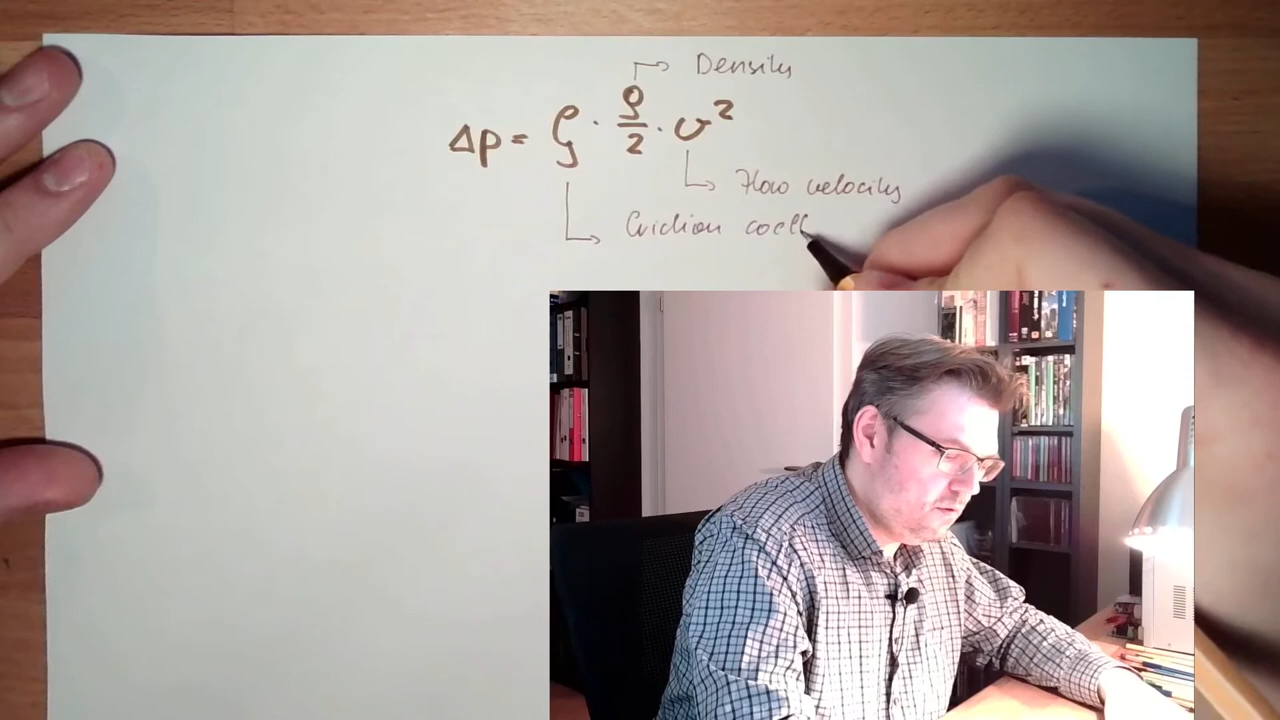 Density
Δp = ζ · ρ/2 · v²
Flow velocity
Friction coeff